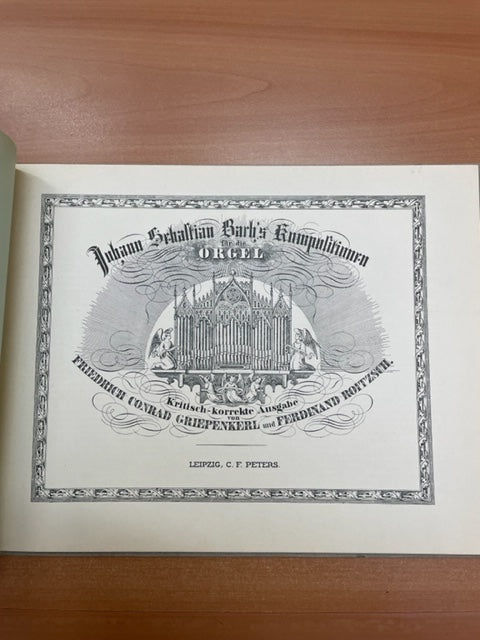 Johann Sebastian Bach's Kompositionen
für die
ORGEL
Kritisch-korrekte Ausgabe
von
FRIEDRICH CONRAD GRIEPENKERL und FERDINAND ROITZSCH.
LEIPZIG, C. F. PETERS.